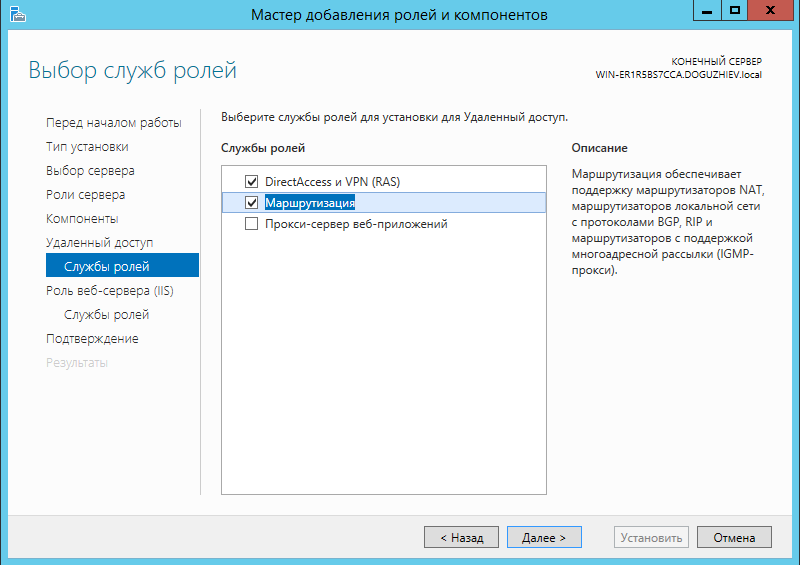 Мастер добавления ролей и компонентов
Выбор служб ролей
КОНЕЧНЫЙ СЕРВЕР
WIN-ER1R5BS7CCA.DOGUZHIEV.local
Перед началом работы
Тип установки
Выбор сервера
Роли сервера
Компоненты
Удаленный доступ
Службы ролей
Роль веб-сервера (IIS)
Службы ролей
Подтверждение
Результаты
Выберите службы ролей для установки для Удаленный доступ.
Службы ролей
DirectAccess и VPN (RAS)
Маршрутизация
Прокси-сервер веб-приложений
Описание
Маршрутизация обеспечивает
поддержку маршрутизаторов NAT,
маршрутизаторов локальной сети
с протоколами BGP, RIP и
маршрутизаторов с поддержкой
многоадресной рассылки (IGMP-
прокси).
< Назад
Далее >
Установить
Отмена